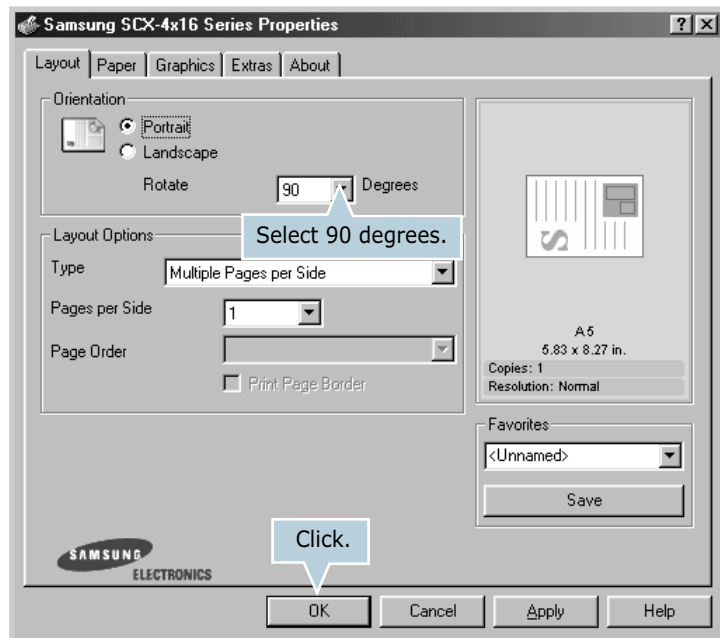 Samsung SCX-4x16 Series Properties
Layout Paper Graphics Extras About
Orientation
Portrait
Landscape
Rotate 90 Degrees
Select 90 degrees.
Layout Options
Type Multiple Pages per Side
Pages per Side 1
Page Order
Print Page Border
S
A5
5.83 x 8.27 in.
Copies: 1
Resolution: Normal
Favorites
<Unnamed>
Save
Click.
SAMSUNG
ELECTRONICS
OK Cancel Apply Help